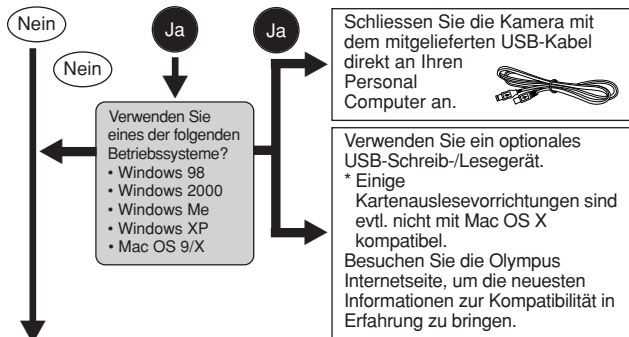 Nein
Ja
Ja
Nein
Verwenden Sie
eines der folgenden
Betriebssysteme?
• Windows 98
• Windows 2000
• Windows Me
• Windows XP
• Mac OS 9/X
Schliessen Sie die Kamera mit
dem mitgelieferten USB-Kabel
direkt an Ihren
Personal
Computer an.
Verwenden Sie ein optionales
USB-Schreib-/Lesegerät.
* Einige
Kartenauslesevorrichtungen sind
evtl. nicht mit Mac OS X
kompatibel.
Besuchen Sie die Olympus
Internetseite, um die neuesten
Informationen zur Kompatibilität in
Erfahrung zu bringen.